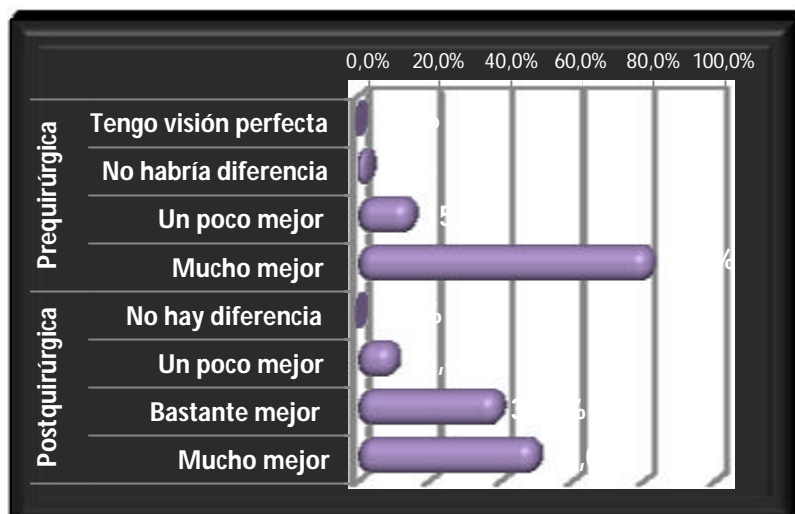 0,0% 20,0% 40,0% 60,0% 80,0% 100,0%
Prequirúrgica
Tengo visión perfecta
No habría diferencia
Un poco mejor
Mucho mejor
Postquirúrgica
No hay diferencia
Un poco mejor
Bastante mejor
Mucho mejor